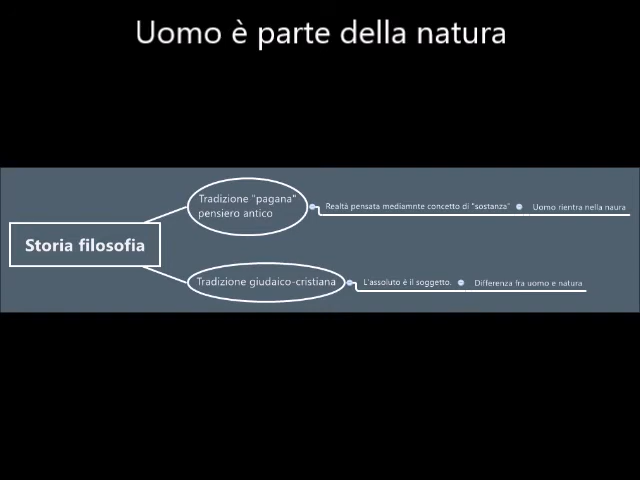 Uomo è parte della natura
Tradizione "pagana"
pensiero antico
Realtà pensata mediamnte concetto di "sostanza"
Uomo rientra nella naura
Storia filosofia
Tradizione giudaico-cristiana
L'assoluto è il soggetto.
Differenza fra uomo e natura